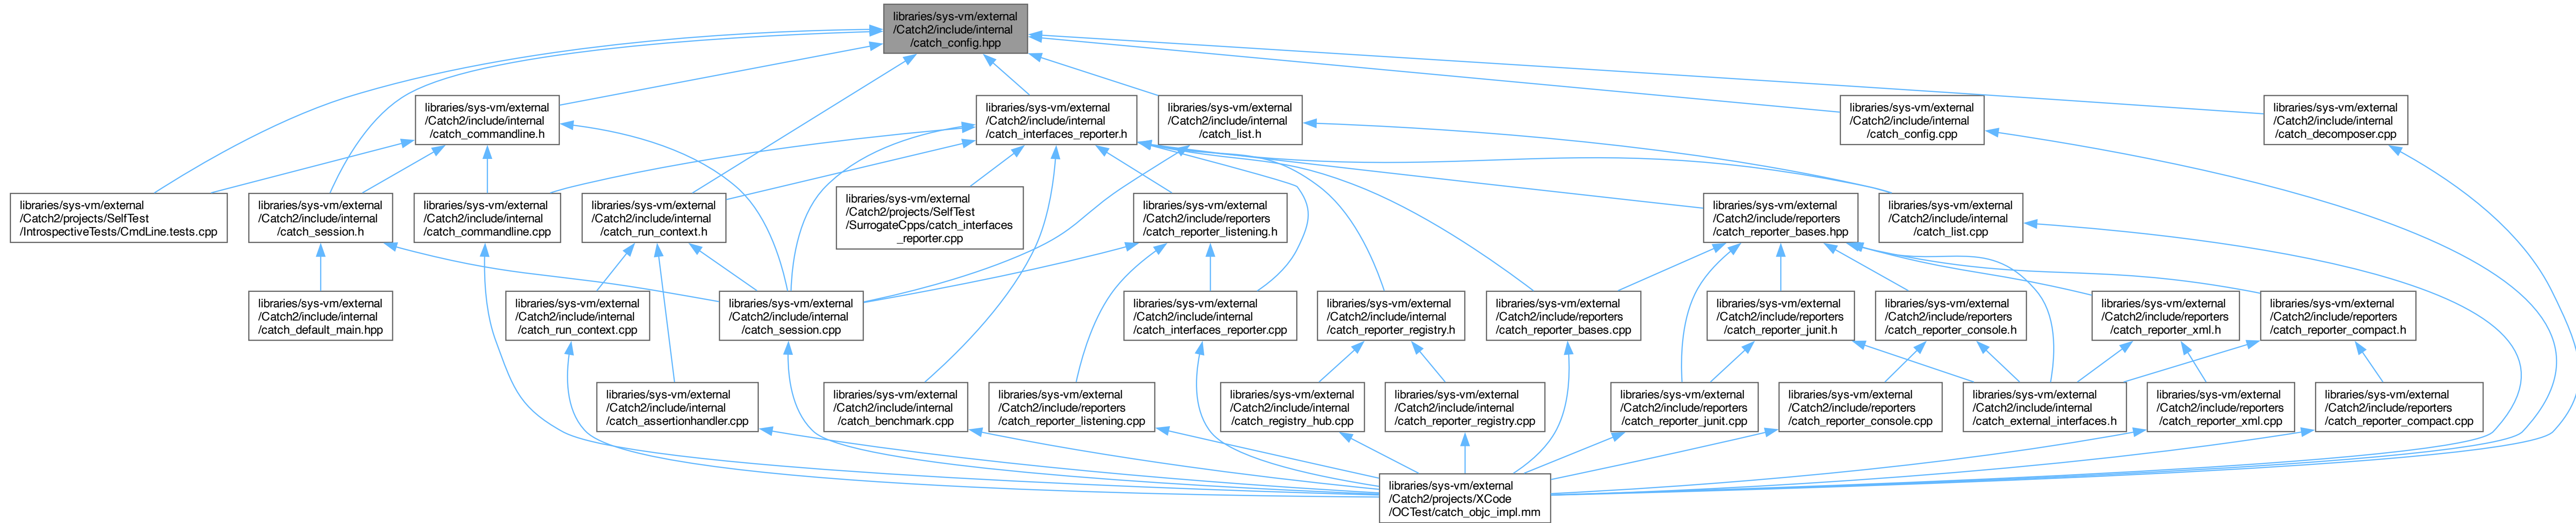 libraries/sys-vm/external
/Catch2/include/internal
/catch_config.hpp
libraries/sys-vm/external
/Catch2/include/internal
/catch_commandline.h
libraries/sys-vm/external
/Catch2/include/internal
/catch_interfaces_reporter.h
libraries/sys-vm/external
/Catch2/include/internal
/catch_list.h
libraries/sys-vm/external
/Catch2/include/internal
/catch_config.cpp
libraries/sys-vm/external
/Catch2/include/internal
/catch_decomposer.cpp
libraries/sys-vm/external
/Catch2/projects/SelfTest
/IntrospectiveTests/CmdLine.tests.cpp
libraries/sys-vm/external
/Catch2/include/internal
/catch_session.h
libraries/sys-vm/external
/Catch2/include/internal
/catch_commandline.cpp
libraries/sys-vm/external
/Catch2/include/internal
/catch_run_context.h
libraries/sys-vm/external
/Catch2/projects/SelfTest
/SurrogateCpps/catch_interfaces
_reporter.cpp
libraries/sys-vm/external
/Catch2/include/reporters
/catch_reporter_listening.h
libraries/sys-vm/external
/Catch2/include/reporters
/catch_reporter_bases.hpp
libraries/sys-vm/external
/Catch2/include/internal
/catch_list.cpp
libraries/sys-vm/external
/Catch2/include/internal
/catch_default_main.hpp
libraries/sys-vm/external
/Catch2/include/internal
/catch_run_context.cpp
libraries/sys-vm/external
/Catch2/include/internal
/catch_session.cpp
libraries/sys-vm/external
/Catch2/include/internal
/catch_interfaces_reporter.cpp
libraries/sys-vm/external
/Catch2/include/internal
/catch_reporter_registry.h
libraries/sys-vm/external
/Catch2/include/reporters
/catch_reporter_bases.cpp
libraries/sys-vm/external
/Catch2/include/reporters
/catch_reporter_junit.h
libraries/sys-vm/external
/Catch2/include/reporters
/catch_reporter_console.h
libraries/sys-vm/external
/Catch2/include/reporters
/catch_reporter_xml.h
libraries/sys-vm/external
/Catch2/include/reporters
/catch_reporter_compact.h
libraries/sys-vm/external
/Catch2/include/internal
/catch_assertionhandler.cpp
libraries/sys-vm/external
/Catch2/include/internal
/catch_benchmark.cpp
libraries/sys-vm/external
/Catch2/include/reporters
/catch_reporter_listening.cpp
libraries/sys-vm/external
/Catch2/include/internal
/catch_registry_hub.cpp
libraries/sys-vm/external
/Catch2/include/internal
/catch_reporter_registry.cpp
libraries/sys-vm/external
/Catch2/include/reporters
/catch_reporter_junit.cpp
libraries/sys-vm/external
/Catch2/include/reporters
/catch_reporter_console.cpp
libraries/sys-vm/external
/Catch2/include/internal
/catch_external_interfaces.h
libraries/sys-vm/external
/Catch2/include/reporters
/catch_reporter_xml.cpp
libraries/sys-vm/external
/Catch2/include/reporters
/catch_reporter_compact.cpp
libraries/sys-vm/external
/Catch2/projects/XCode
/OCTest/catch_objc_impl.mm